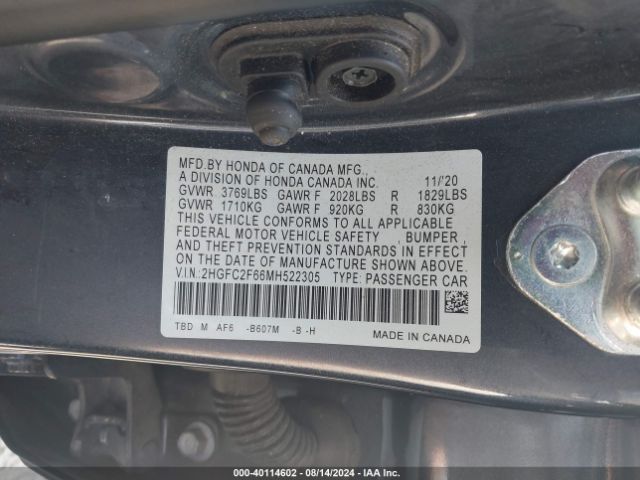 MFD.BY HONDA OF CANADA MFG.,
A DIVISION OF HONDA CANADA INC. 11/'20
GVWR 3769LBS GAWR F 2028LBS R 1829LBS
GVWR 1710KG GAWR F 920KG R 830KG
THIS VEHICLE CONFORMS TO ALL APPLICABLE
FEDERAL MOTOR VEHICLE SAFETY , BUMPER ,
AND THEFT PREVENTION STANDARDS IN EFFECT
ON THE DATE OF MANUFACTURE SHOWN ABOVE.
V.I.N.:2HGFC2F66MH522305 TYPE: PASSENGER CAR
TBD M AF6 -B607M -B -H
MADE IN CANADA
000-40114602 - 08/14/2024 - IAA Inc.